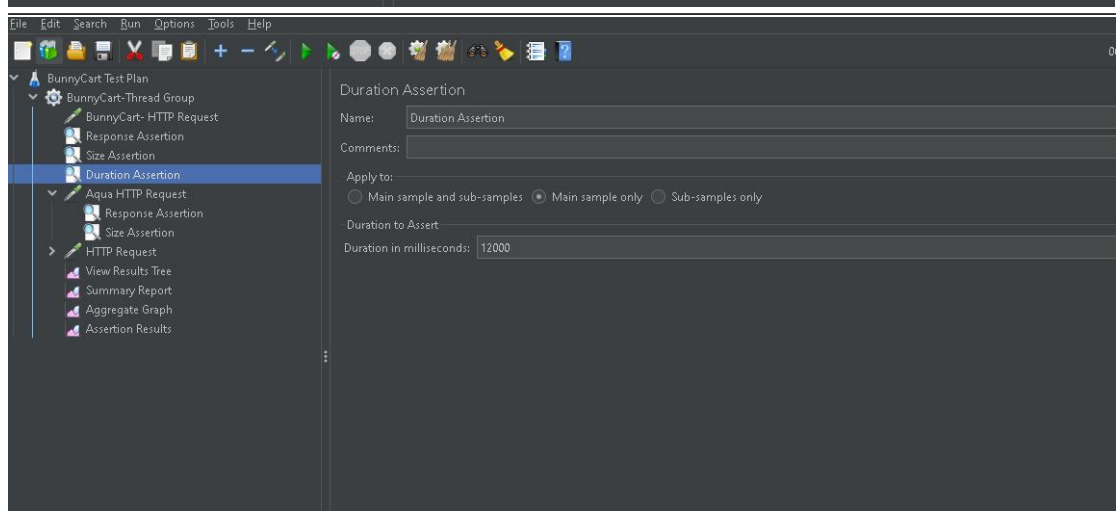 File Edit Search Run Options Tools Help
BunnyCart Test Plan
BunnyCart-Thread Group
BunnyCart- HTTP Request
Response Assertion
Size Assertion
Duration Assertion
Aqua HTTP Request
Response Assertion
Size Assertion
HTTP Request
View Results Tree
Summary Report
Aggregate Graph
Assertion Results
Duration Assertion
Name: Duration Assertion
Comments:
Apply to:
Main sample and sub-samples Main sample only Sub-samples only
Duration to Assert
Duration in milliseconds: 12000